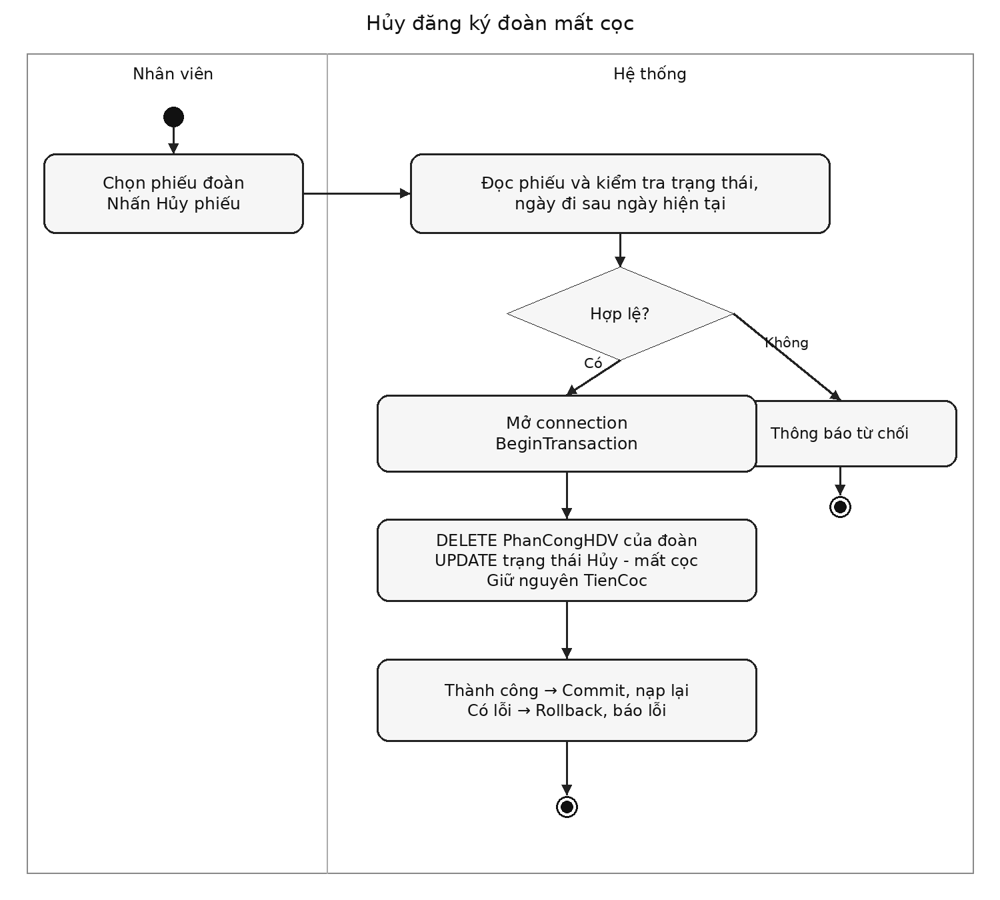 Hủy đăng ký đoàn mất cọc
Nhân viên
Hệ thống
Chọn phiếu đoàn
Nhấn Hủy phiếu
Đọc phiếu và kiểm tra trạng thái,
ngày đi sau ngày hiện tại
Hợp lệ?
Không
Có
Mở connection
BeginTransaction
Thông báo từ chối
DELETE PhanCongHDV của đoàn
UPDATE trạng thái Hủy - mất cọc
Giữ nguyên TienCoc
Thành công → Commit, nạp lại
Có lỗi → Rollback, báo lỗi